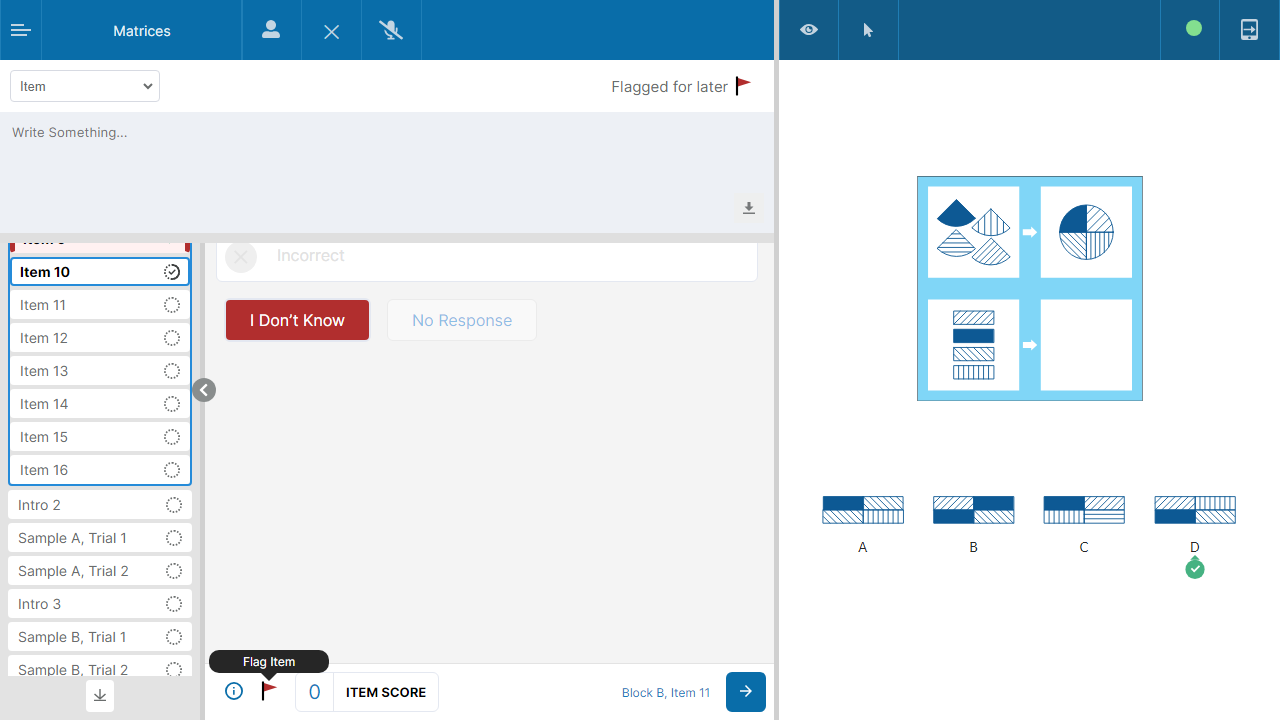 Matrices
Item
Flagged for later
Write Something...
Item 10
Item 11
Item 12
Item 13
Item 14
Item 15
Item 16
Intro 2
Sample A, Trial 1
Sample A, Trial 2
Intro 3
Sample B, Trial 1
Sample B, Trial 2
Incorrect
I Don’t Know
No Response
Flag Item
0
ITEM SCORE
Block B, Item 11
A
B
C
D